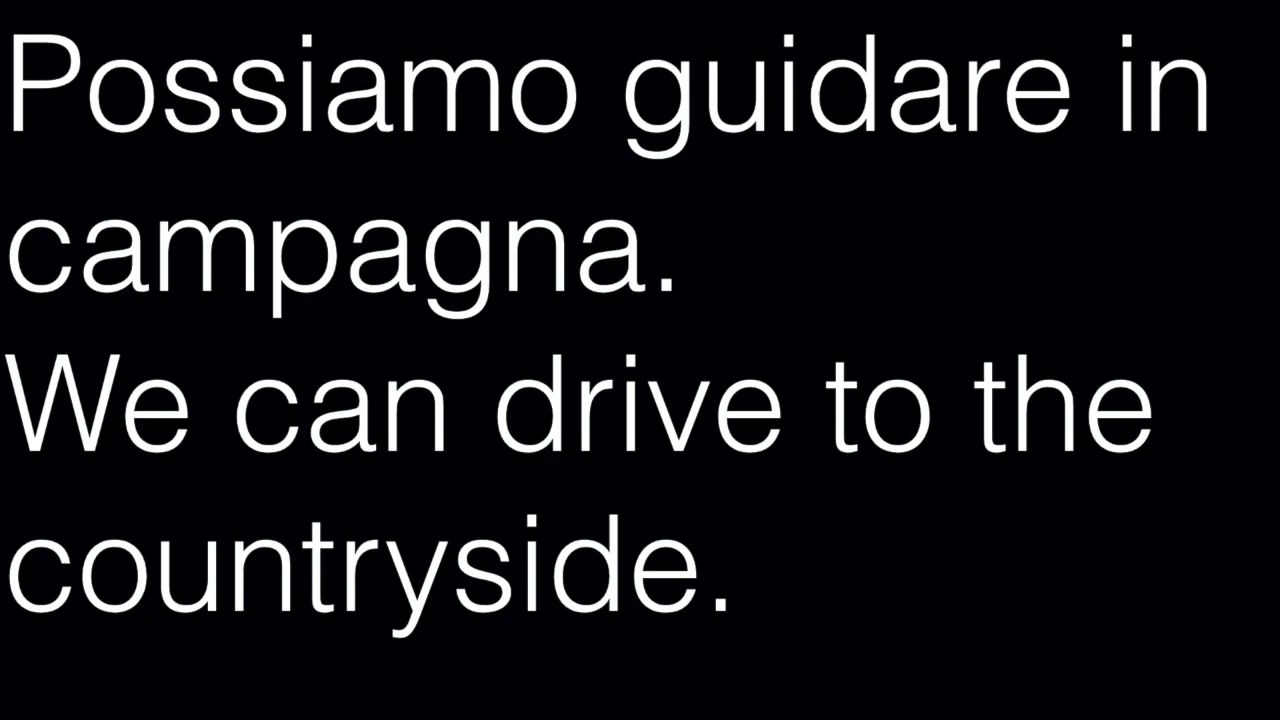 Possiamo guidare in
campagna.
We can drive to the
countryside.